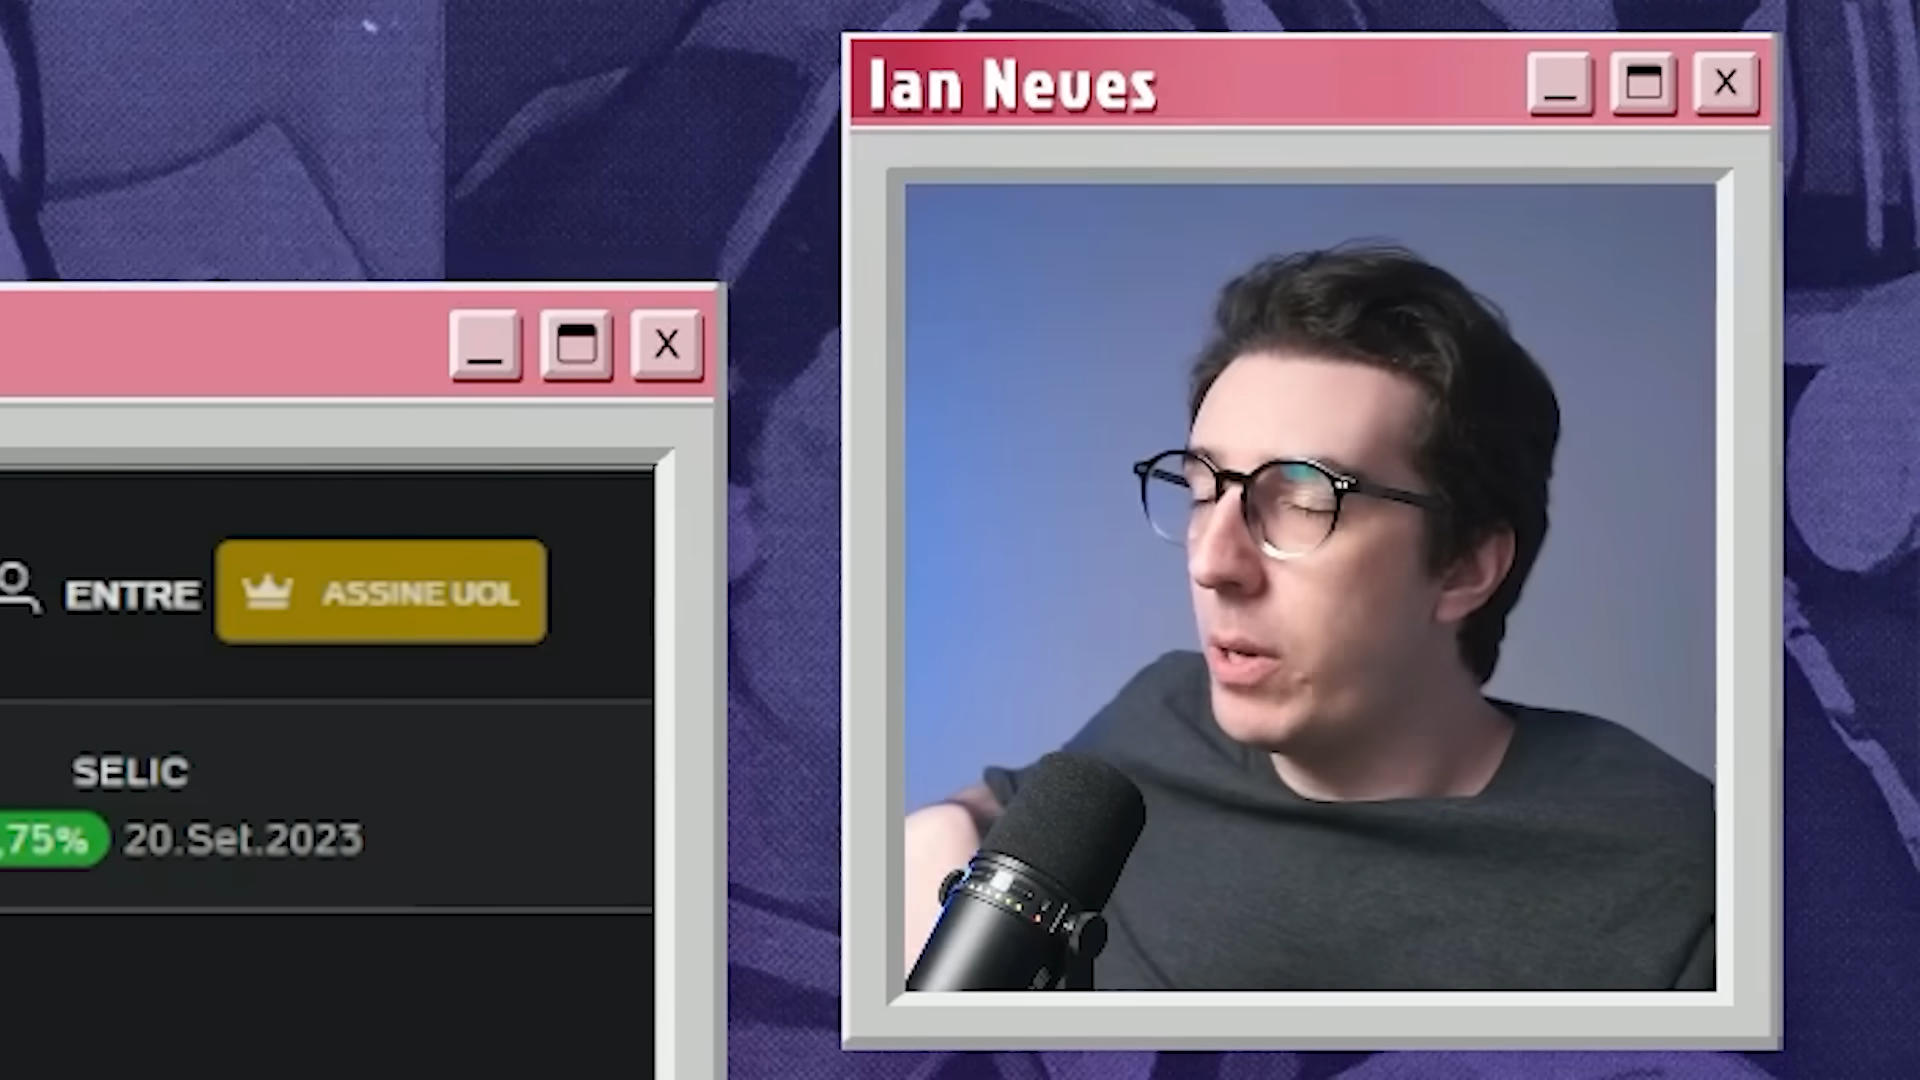 Ian Neves
ENTRE
ASSINE UOL
SELIC
,75% 20.Set.2023